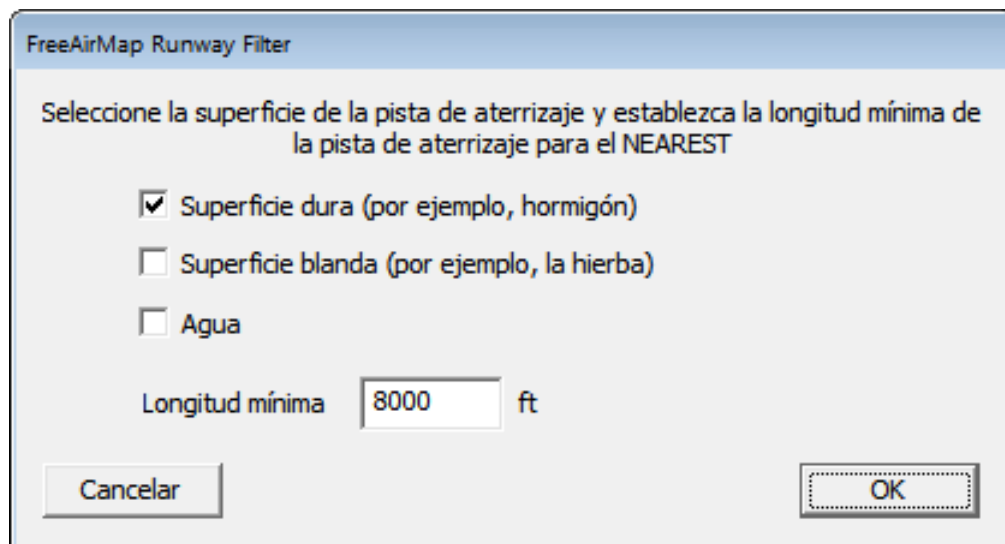 FreeAirMap Runway Filter
Seleccione la superficie de la pista de aterrizaje y establezca la longitud mínima de
la pista de aterrizaje para el NEAREST
Superficie dura (por ejemplo, hormigón)
Superficie blanda (por ejemplo, la hierba)
Agua
Longitud mínima 8000 ft
Cancelar OK